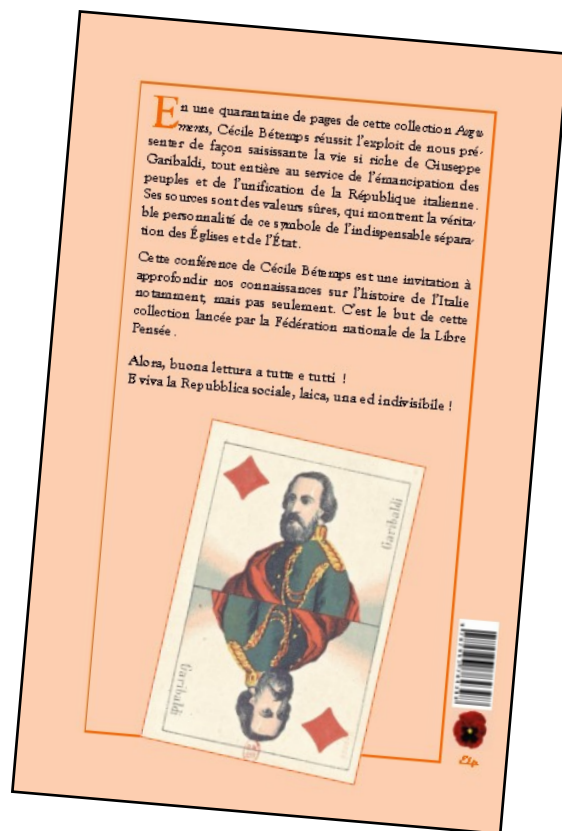 En une quarantaine de pages de cette collection Argu-
ments, Cécile Bétemps réussit l'exploit de nous pré-
senter de façon saisissante la vie si riche de Giuseppe
Garibaldi, tout entière au service de l'émancipation des
peuples et de l'unification de la République italienne.
Ses sources sont des valeurs sûres, qui montrent la vérita-
ble personnalité de ce symbole de l'indispensable sépara-
tion des Églises et de l'État.
Cette conférence de Cécile Bétemps est une invitation à
approfondir nos connaissances sur l'histoire de l'Italie
notamment, mais pas seulement. C'est le but de cette
collection lancée par la Fédération nationale de la Libre
Pensée .
Alora, buona lettura a tutte e tutti !
E viva la Repubblica sociale, laica, una ed indivisibile !
Garibaldi
Garibaldi